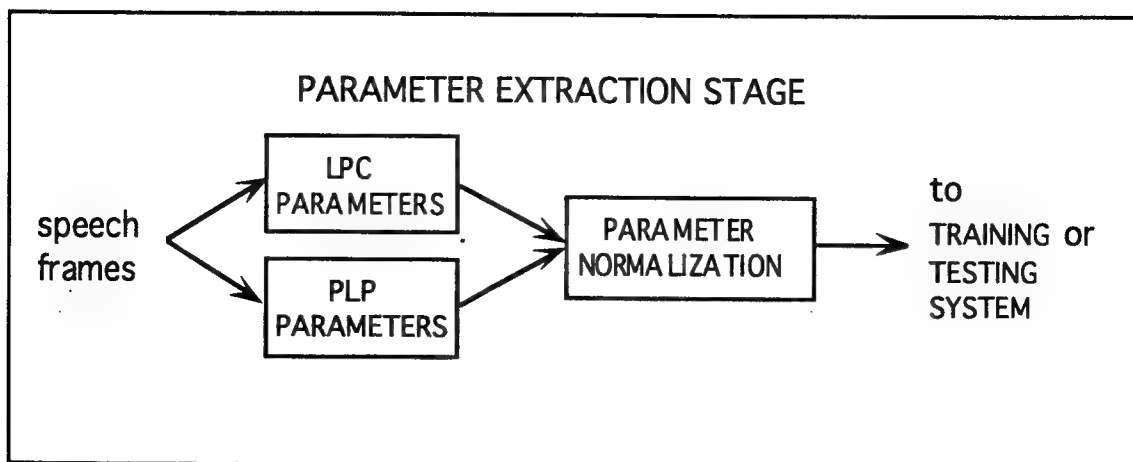 PARAMETER EXTRACTION STAGE
speech
frames
LPC
PARAMETERS
PLP
PARAMETERS
PARAMETER
NORMALIZATION
to
TRAINING or
TESTING
SYSTEM